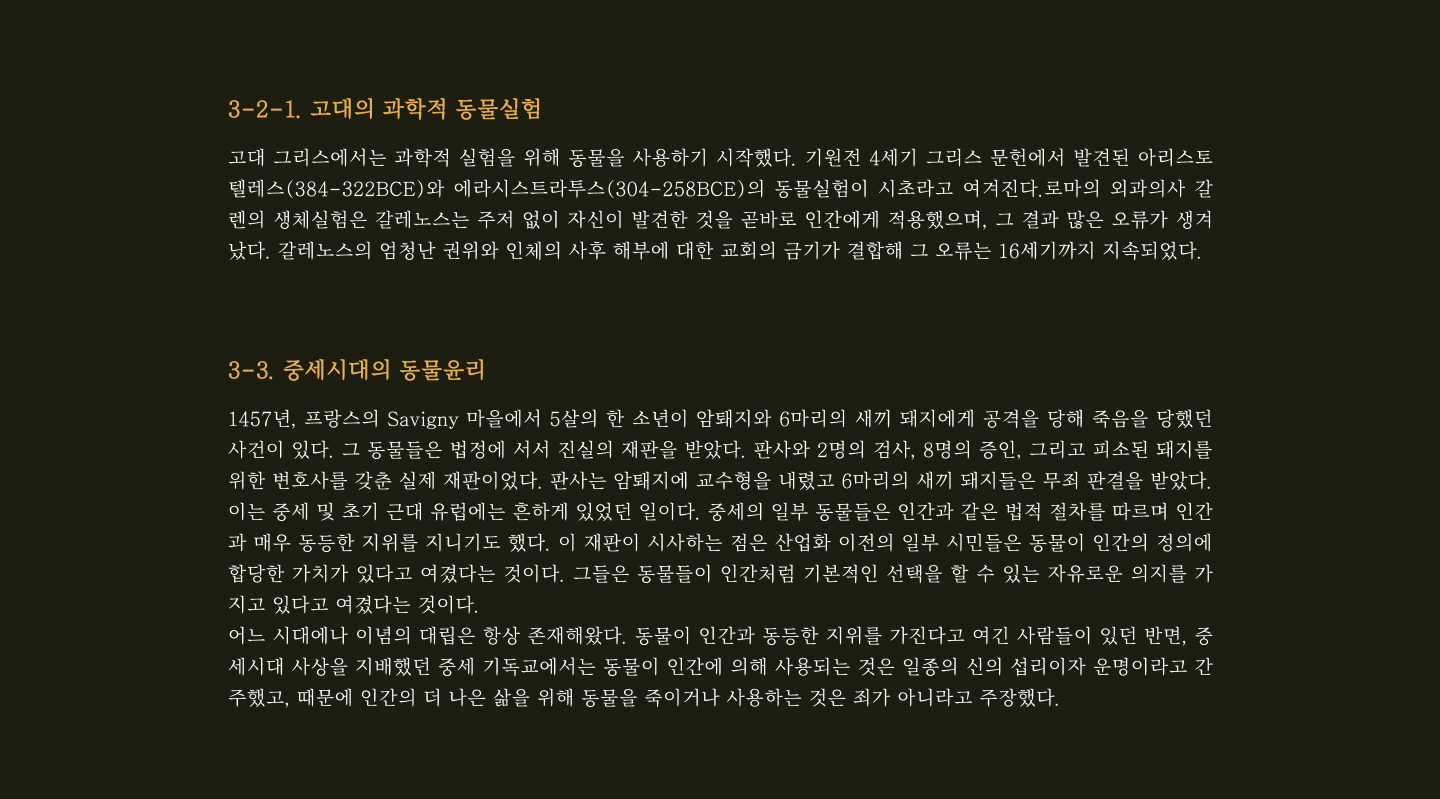 3-2-1. 고대의 과학적 동물실험
고대 그리스에서는 과학적 실험을 위해 동물을 사용하기 시작했다. 기원전 4세기 그리스 문헌에서 발견된 아리스토
텔레스(384-322BCE)와 에라시스트라투스(304-258BCE)의 동물실험이 시초라고 여겨진다.로마의 외과의사 갈
렌의 생체실험은 갈레노스는 주저 없이 자신이 발견한 것을 곧바로 인간에게 적용했으며, 그 결과 많은 오류가 생겨
났다. 갈레노스의 엄청난 권위와 인체의 사후 해부에 대한 교회의 금기가 결합해 그 오류는 16세기까지 지속되었다.
3-3. 중세시대의 동물윤리
1457년, 프랑스의 Savigny 마을에서 5살의 한 소년이 암퇘지와 6마리의 새끼 돼지에게 공격을 당해 죽음을 당했던
사건이 있다. 그 동물들은 법정에 서서 진실의 재판을 받았다. 판사와 2명의 검사, 8명의 증인, 그리고 피소된 돼지를
위한 변호사를 갖춘 실제 재판이었다. 판사는 암퇘지에 교수형을 내렸고 6마리의 새끼 돼지들은 무죄 판결을 받았다.
이는 중세 및 초기 근대 유럽에는 흔하게 있었던 일이다. 중세의 일부 동물들은 인간과 같은 법적 절차를 따르며 인간
과 매우 동등한 지위를 지니기도 했다. 이 재판이 시사하는 점은 산업화 이전의 일부 시민들은 동물이 인간의 정의에
합당한 가치가 있다고 여겼다는 것이다. 그들은 동물들이 인간처럼 기본적인 선택을 할 수 있는 자유로운 의지를 가
지고 있다고 여겼다는 것이다.
어느 시대에나 이념의 대립은 항상 존재해왔다. 동물이 인간과 동등한 지위를 가진다고 여긴 사람들이 있던 반면, 중
세시대 사상을 지배했던 중세 기독교에서는 동물이 인간에 의해 사용되는 것은 일종의 신의 섭리이자 운명이라고 간
주했고, 때문에 인간의 더 나은 삶을 위해 동물을 죽이거나 사용하는 것은 죄가 아니라고 주장했다.